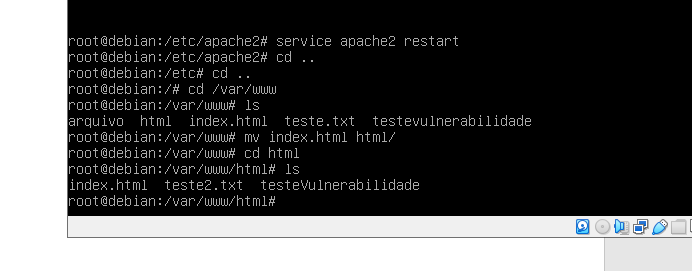 root@debian:/etc/apache2# service apache2 restart
root@debian:/etc/apache2# cd ..
root@debian:/etc# cd ..
root@debian:/# cd /var/www
root@debian:/var/www# ls
arquivo  html  index.html  teste.txt  testevulnerabilidade
root@debian:/var/www# mv index.html html/
root@debian:/var/www# cd html
root@debian:/var/www/html# ls
index.html  teste2.txt  testeVulnerabilidade
root@debian:/var/www/html#